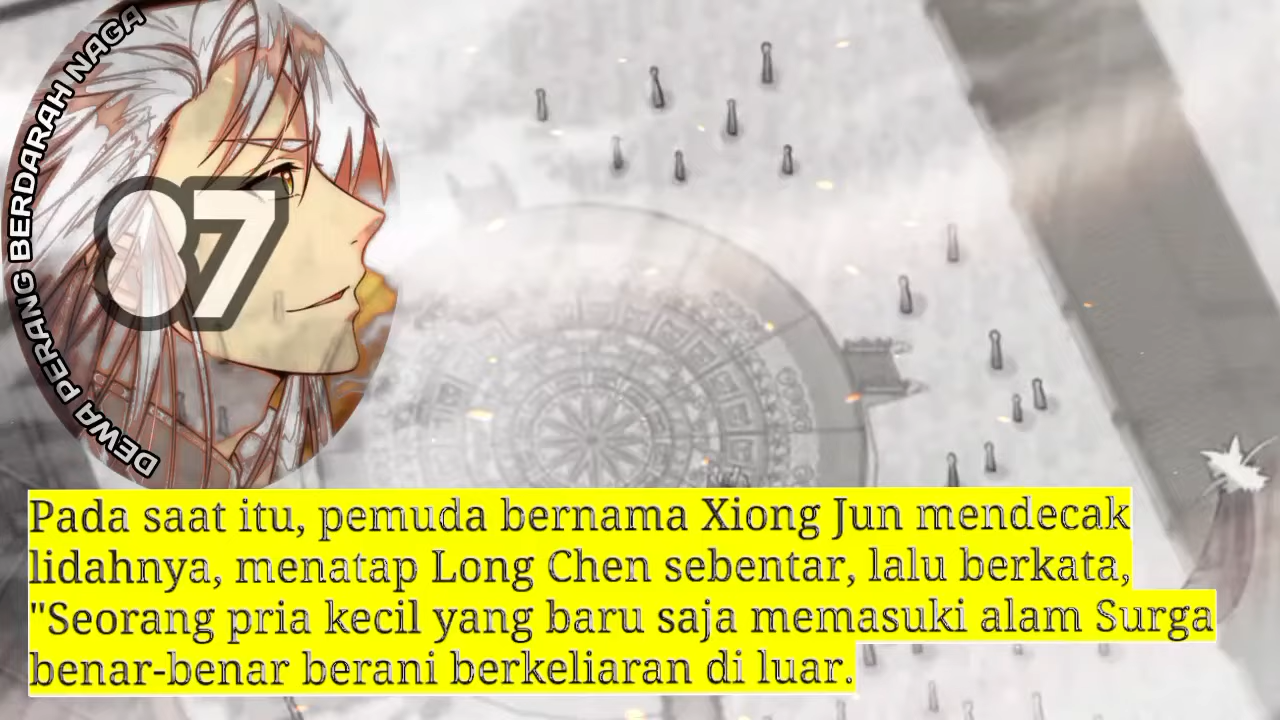 DEWA PERANG BERDARAH NAGA
87
Pada saat itu, pemuda bernama Xiong Jun mendecak
lidahnya, menatap Long Chen sebentar, lalu berkata,
"Seorang pria kecil yang baru saja memasuki alam Surga
benar-benar berani berkeliaran di luar.